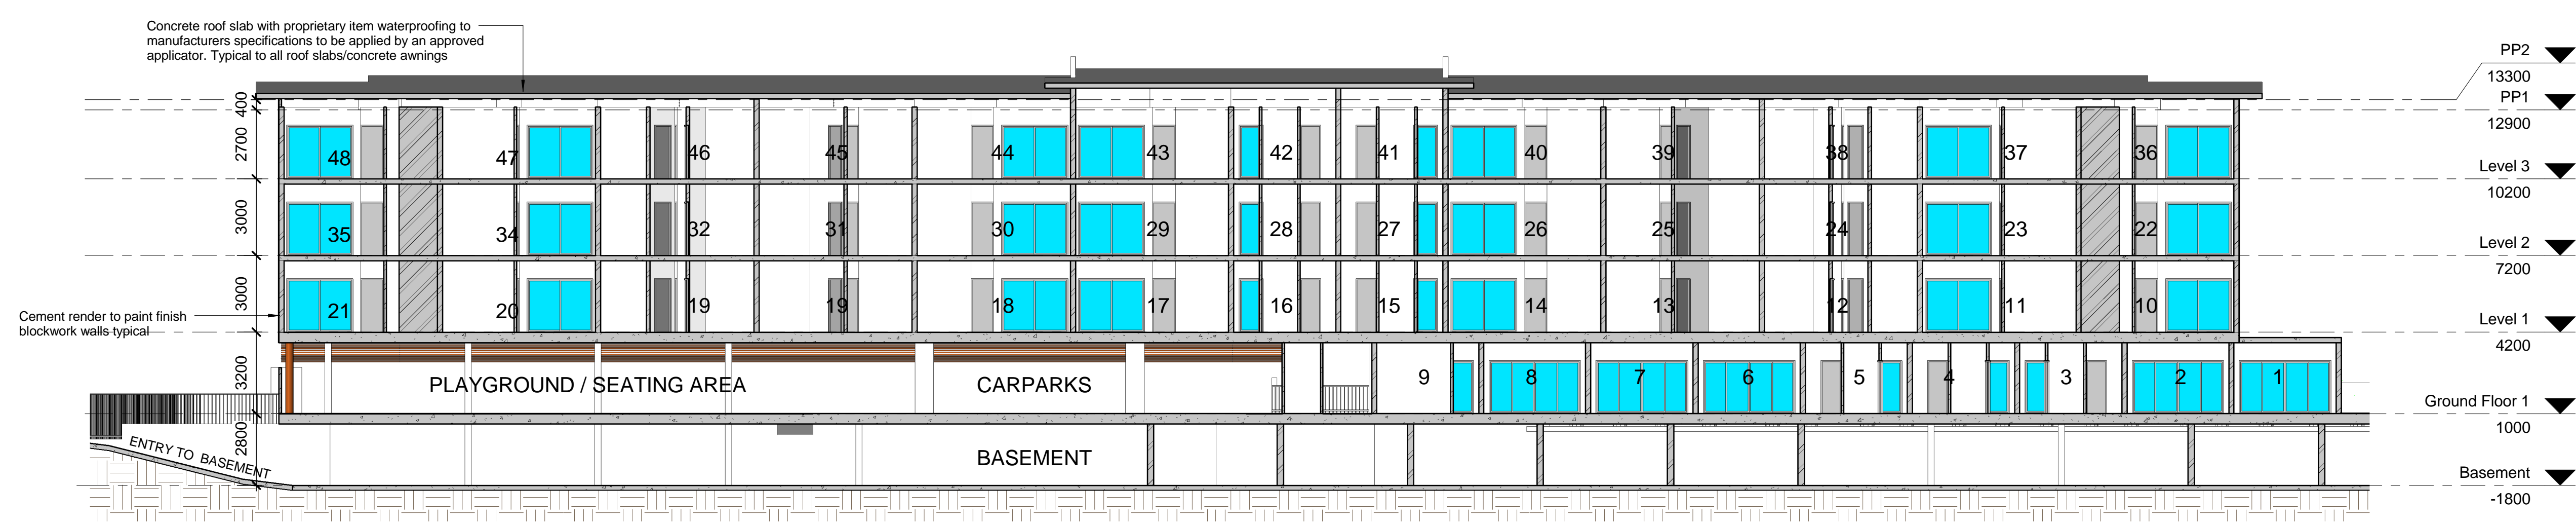 Concrete roof slab with proprietary item waterproofing to
manufacturers specifications to be applied by an approved
applicator. Typical to all roof slabs/concrete awnings
PP2
13300
PP1
12900
400
2700
48 47 46 45 44 43 42 41 40 39 38 37 36
Level 3
10200
3000
35 34 32 31 30 29 28 27 26 25 24 23 22
Level 2
7200
3000
21 20 19 19 18 17 16 15 14 13 12 11 10
Cement render to paint finish
blockwork walls typical
Level 1
4200
3200
PLAYGROUND / SEATING AREA
CARPARKS
9 8 7 6 5 4 3 2 1
Ground Floor 1
1000
2800
ENTRY TO BASEMENT
BASEMENT
Basement
-1800